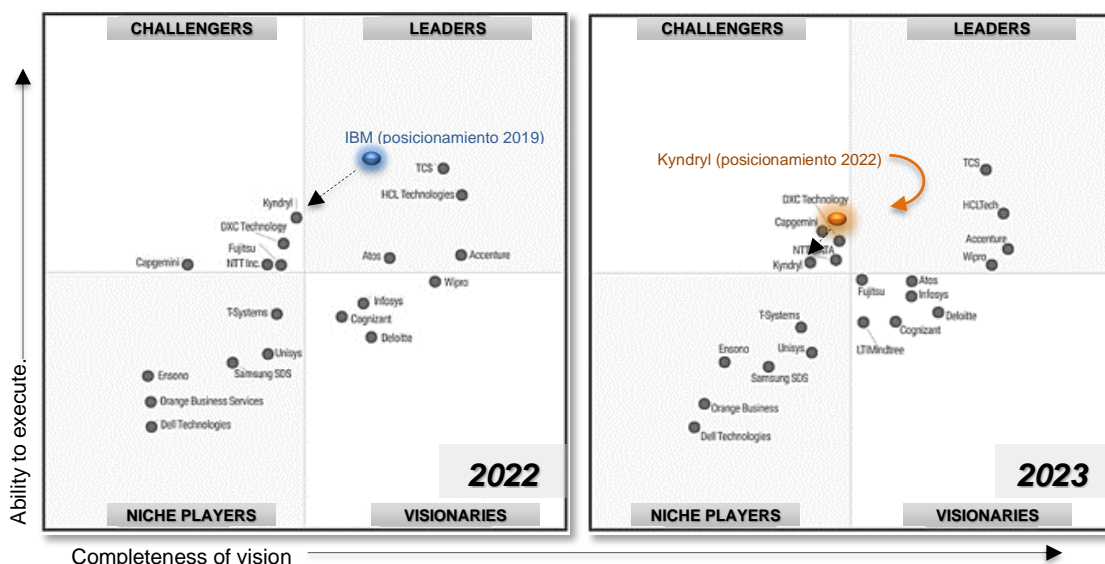 CHALLENGERS
LEADERS
IBM (posicionamiento 2019)
TCS
HCL Technologies
Kyndryl
DXC Technology
Fujitsu
Capgemini
NTT Inc.
Atos
Accenture
Wipro
Infosys
Cognizant
Deloitte
T-Systems
Unisys
Samsung SDS
Ensono
Orange Business Services
Dell Technologies
2022
NICHE PLAYERS
VISIONARIES
CHALLENGERS
LEADERS
Kyndryl (posicionamiento 2022)
TCS
DXC Technology
HCLTech
Capgemini
Accenture
Wipro
Kyndryl
Fujitsu
Atos
Infosys
Deloitte
Cognizant
LTIMindtree
T-Systems
Unisys
Ensono
Samsung SDS
Orange Business
Dell Technologies
2023
NICHE PLAYERS
VISIONARIES
Ability to execute.
Completeness of vision